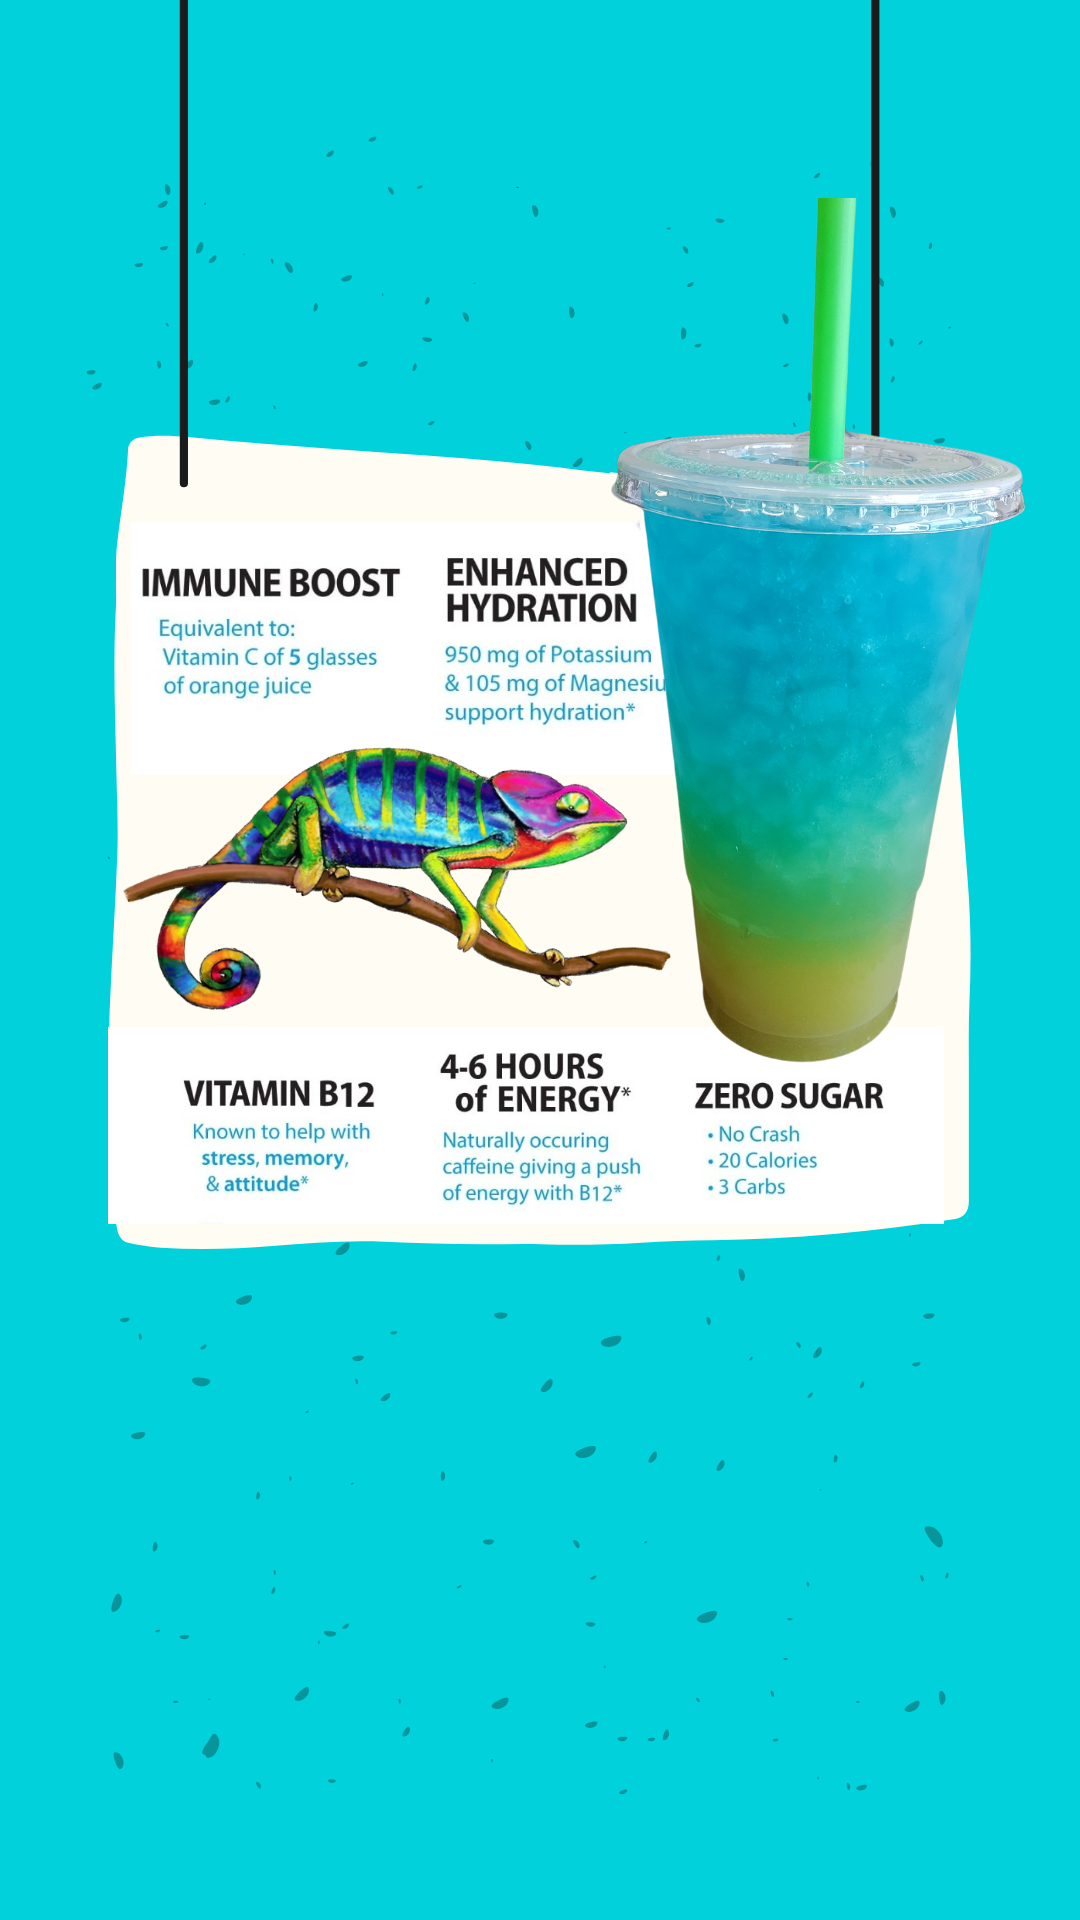 IMMUNE BOOST
Equivalent to:
Vitamin C of 5 glasses
of orange juice
ENHANCED
HYDRATION
950 mg of Potassium
& 105 mg of Magnesiu
support hydration*
VITAMIN B12
Known to help with
stress, memory,
& attitude*
4-6 HOURS
of ENERGY*
Naturally occuring
caffeine giving a push
of energy with B12*
ZERO SUGAR
• No Crash
• 20 Calories
• 3 Carbs